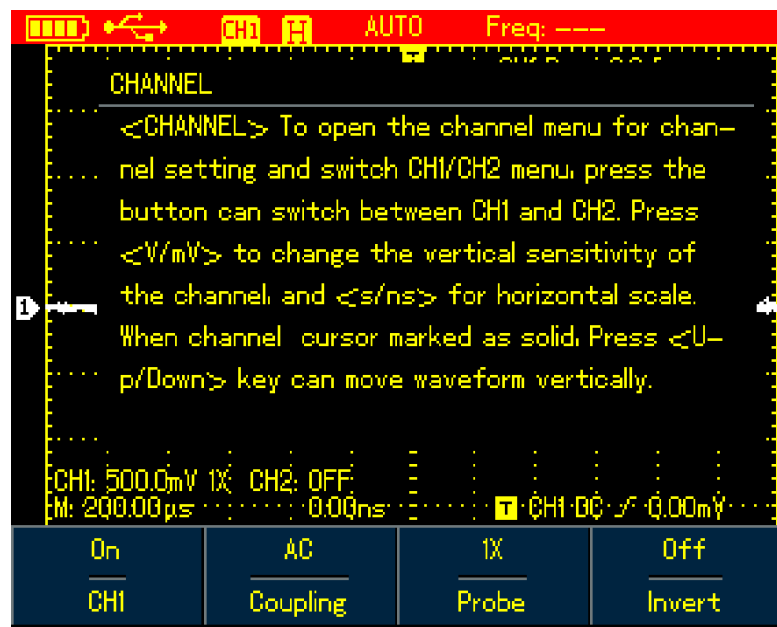 CH1 H AUTO Freq: ---
T
CHANNEL
<CHANNEL> To open the channel menu for chan-
nel setting and switch CH1/CH2 menu, press the
button can switch between CH1 and CH2. Press
<V/mV> to change the vertical sensitivity of
the channel, and <s/ns> for horizontal scale.
When channel cursor marked as solid, Press <U-
p/Down> key can move waveform vertically.
1
CH1: 500.0mV 1X CH2: OFF
M: 200.00µs 0.00ns T CH1 DC 0.00mV
On AC 1X Off
CH1 Coupling Probe Invert